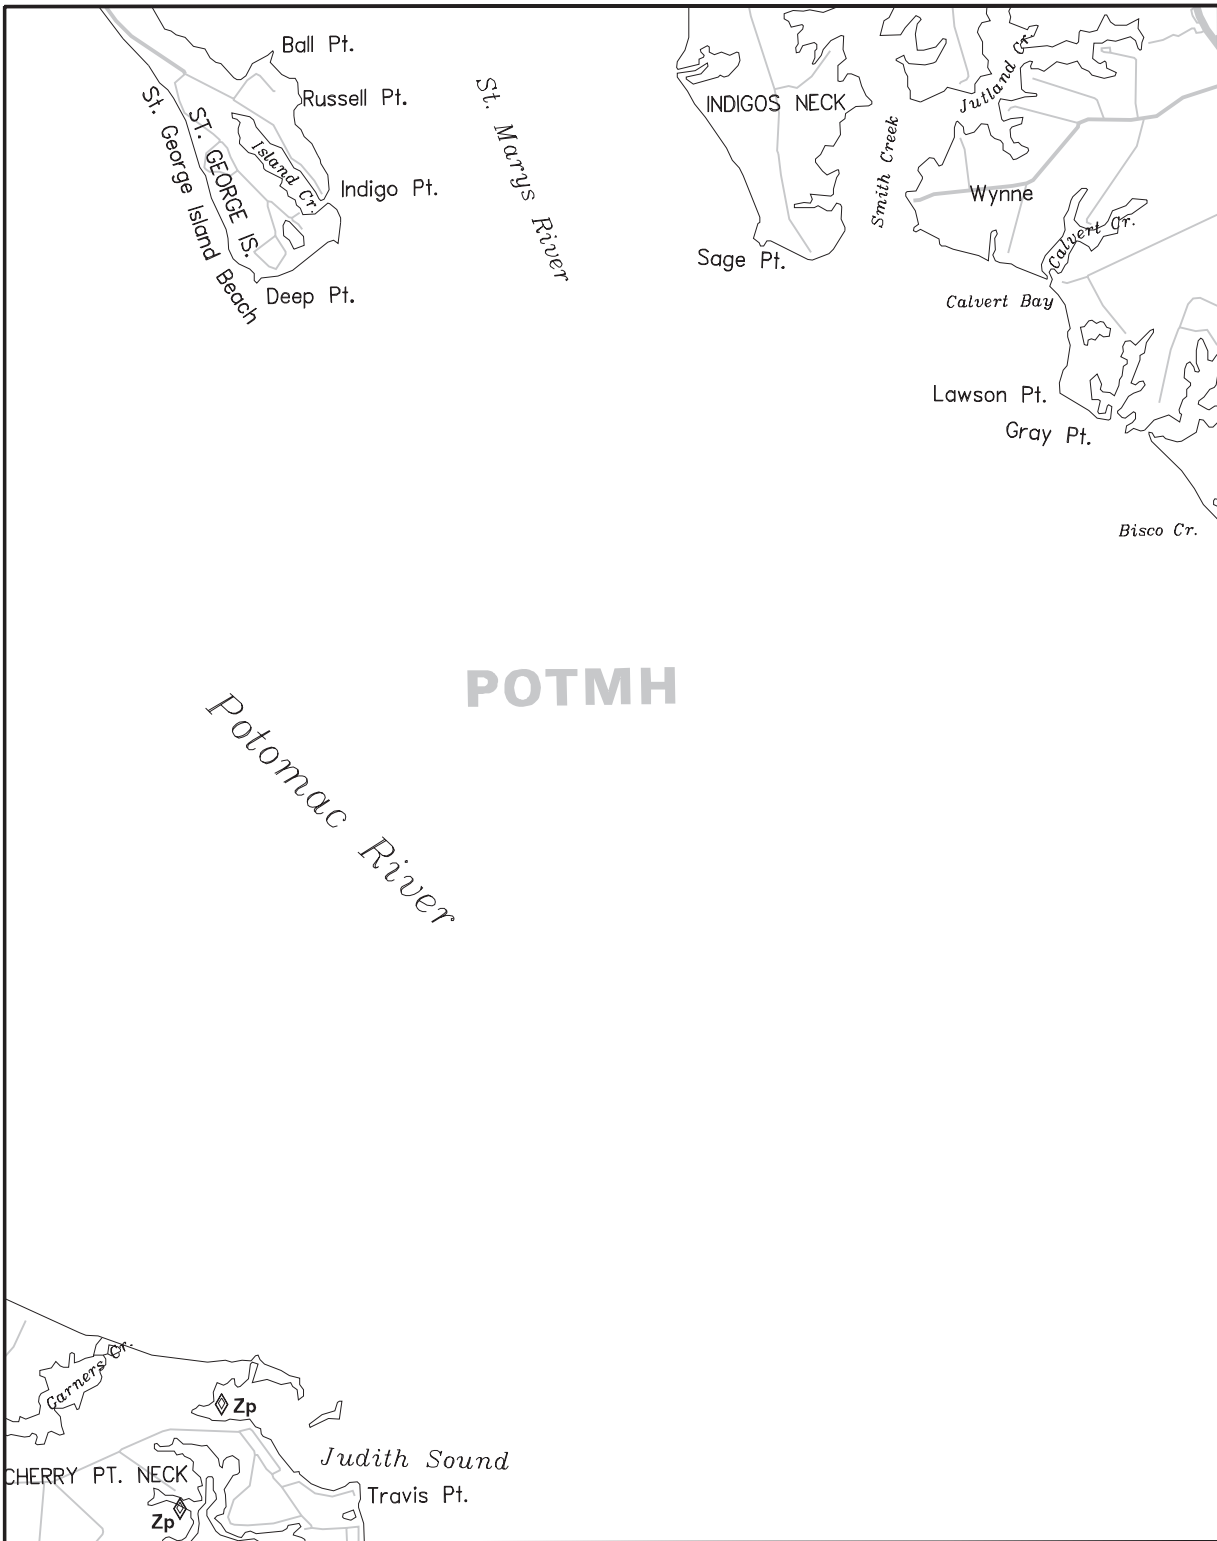 Ball Pt.
Russell Pt.
St. George Island Beach
ST. GEORGE IS.
Island Cr.
Indigo Pt.
Deep Pt.
St. Marys River
INDIGOS NECK
Sage Pt.
Smith Creek
Jutland Cr.
Wynne
Calvert Cr.
Calvert Bay
Lawson Pt.
Gray Pt.
Bisco Cr.
POTMH
Potomac River
Garners Cr.
Zp
Judith Sound
CHERRY PT. NECK
Travis Pt.
Zp